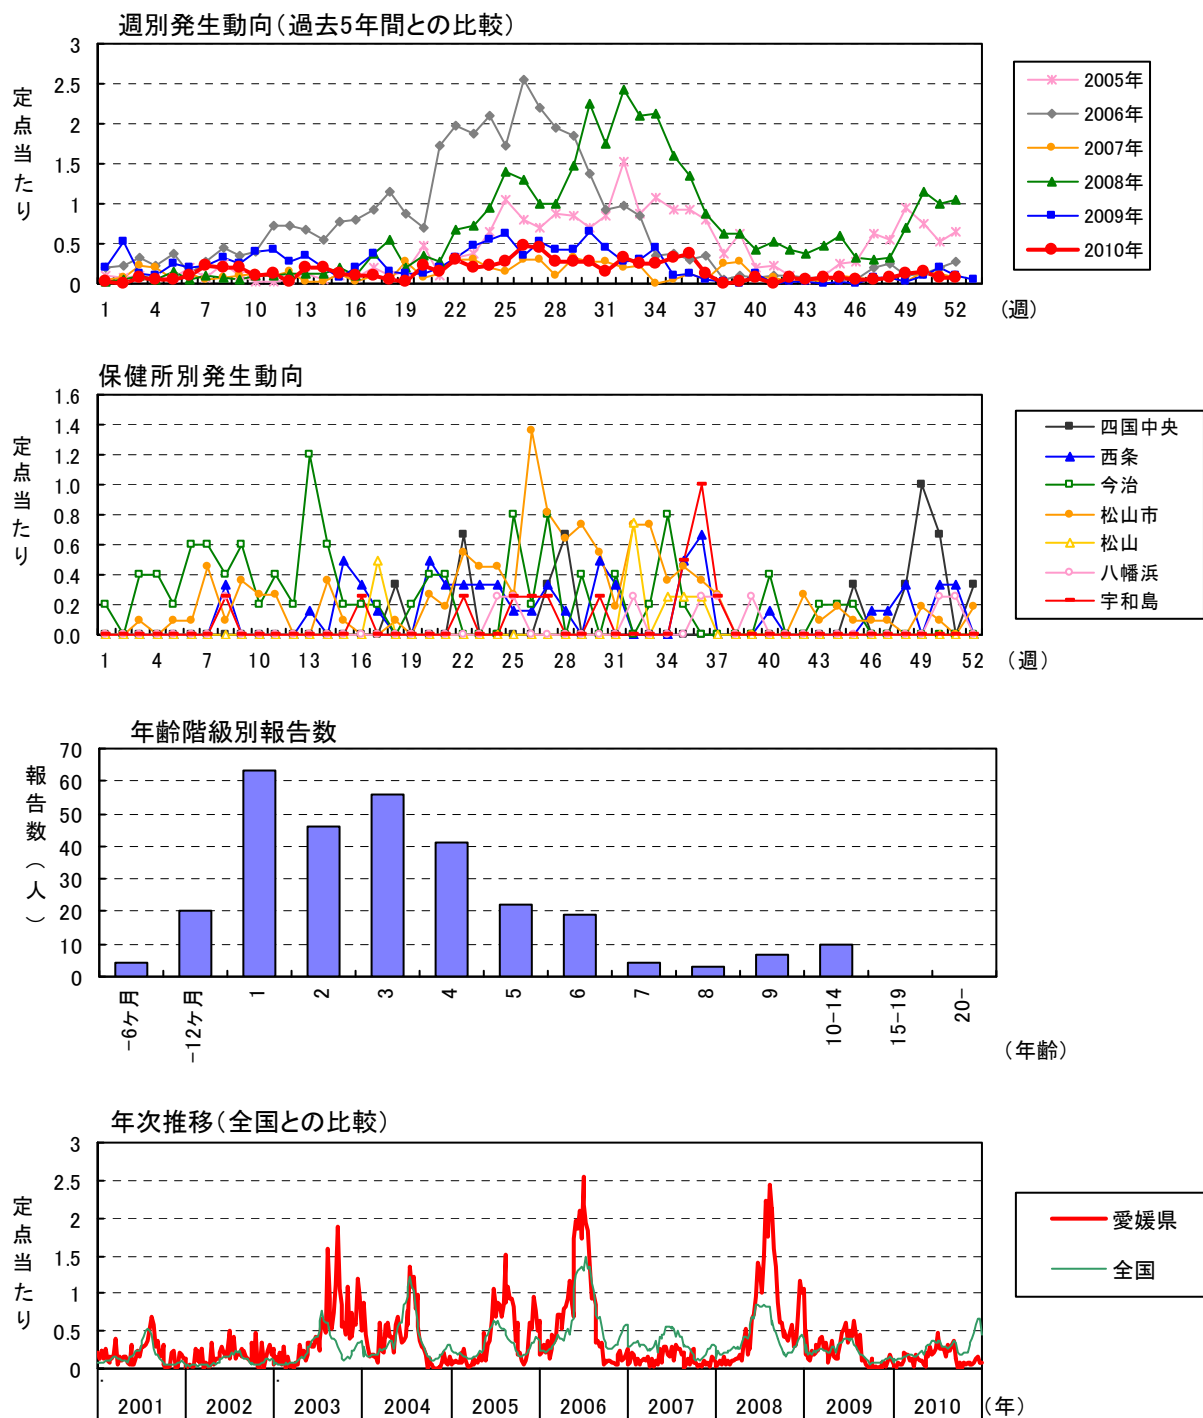 週別発生動向(過去5年間との比較)
定点当たり
3
2.5
2
1.5
1
0.5
0
1 4 7 10 13 16 19 22 25 28 31 34 37 40 43 46 49 52 (週)
2005年
2006年
2007年
2008年
2009年
2010年
保健所別発生動向
定点当たり
1.6
1.4
1.2
1.0
0.8
0.6
0.4
0.2
0.0
1 4 7 10 13 16 19 22 25 28 31 34 37 40 43 46 49 52 (週)
四国中央
西条
今治
松山市
松山
八幡浜
宇和島
年齢階級別報告数
報告数(人)
70
60
50
40
30
20
10
0
-6ヶ月 -12ヶ月 1 2 3 4 5 6 7 8 9 10-14 15-19 20-
(年齢)
年次推移(全国との比較)
定点当たり
3
2.5
2
1.5
1
0.5
0
2001 2002 2003 2004 2005 2006 2007 2008 2009 2010 (年)
愛媛県
全国